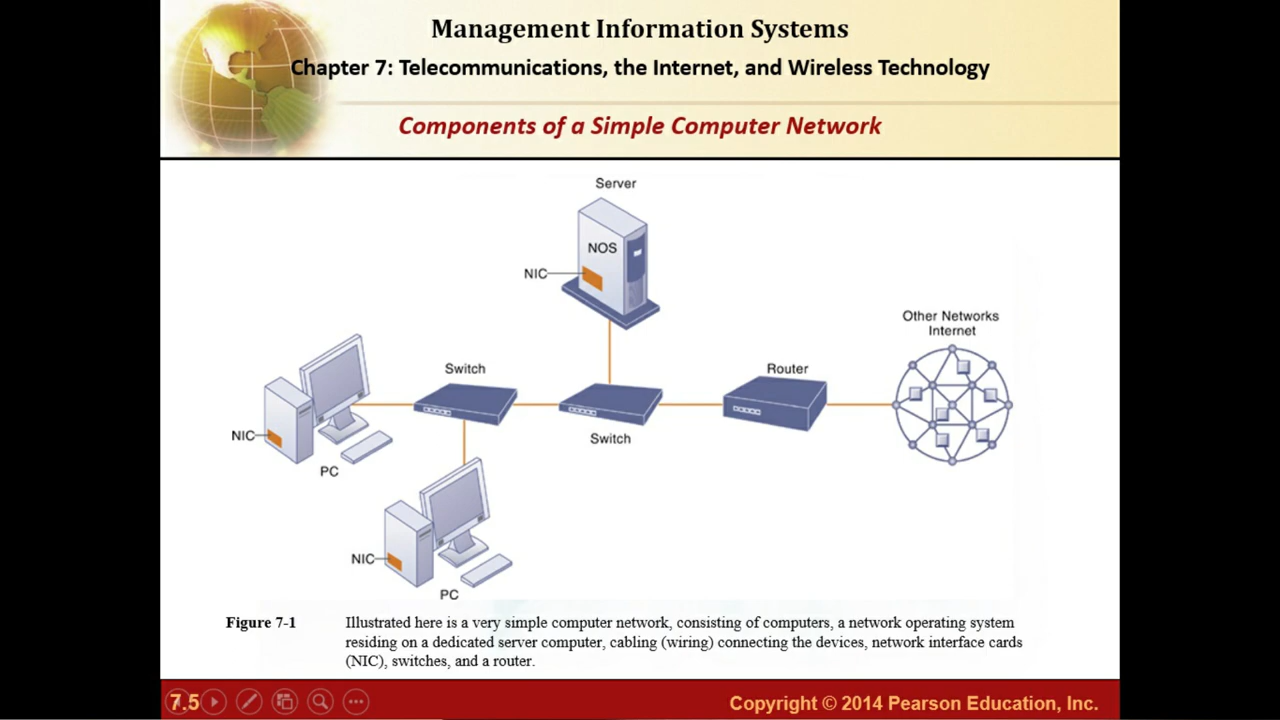 Management Information Systems
Chapter 7: Telecommunications, the Internet, and Wireless Technology
Components of a Simple Computer Network
Server
NOS
NIC
Other Networks
Internet
Switch
Router
Switch
NIC
PC
NIC
PC
Figure 7-1
Illustrated here is a very simple computer network, consisting of computers, a network operating system
residing on a dedicated server computer, cabling (wiring) connecting the devices, network interface cards
(NIC), switches, and a router.
7.5
Copyright © 2014 Pearson Education, Inc.